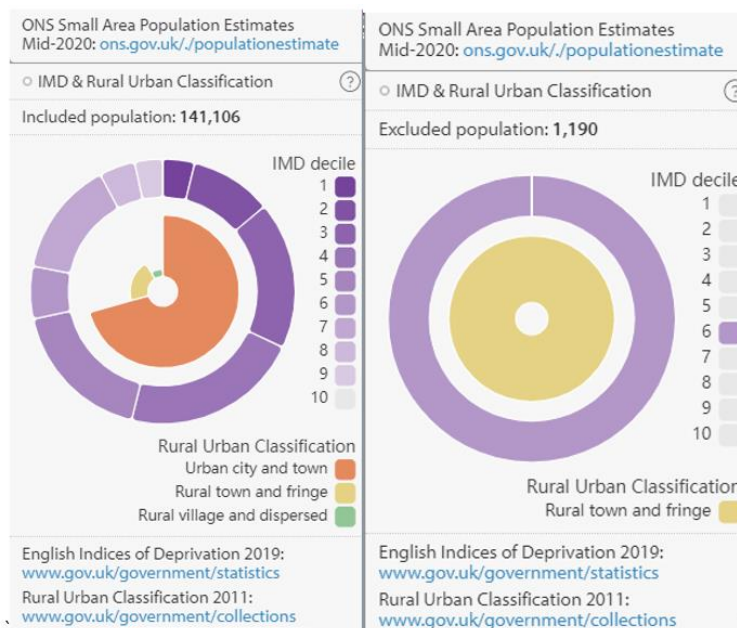 ONS Small Area Population Estimates
Mid-2020: ons.gov.uk/./populationestimate
IMD & Rural Urban Classification ?
Included population: 141,106
IMD decile
1
2
3
4
5
6
7
8
9
10
Rural Urban Classification
Urban city and town
Rural town and fringe
Rural village and dispersed
English Indices of Deprivation 2019:
www.gov.uk/government/statistics
Rural Urban Classification 2011:
www.gov.uk/government/collections
ONS Small Area Population Estimates
Mid-2020: ons.gov.uk/./populationestimate
IMD & Rural Urban Classification ?
Excluded population: 1,190
IMD decile
1
2
3
4
5
6
7
8
9
10
Rural Urban Classification
Rural town and fringe
English Indices of Deprivation 2019:
www.gov.uk/government/statistics
Rural Urban Classification 2011:
www.gov.uk/government/collections